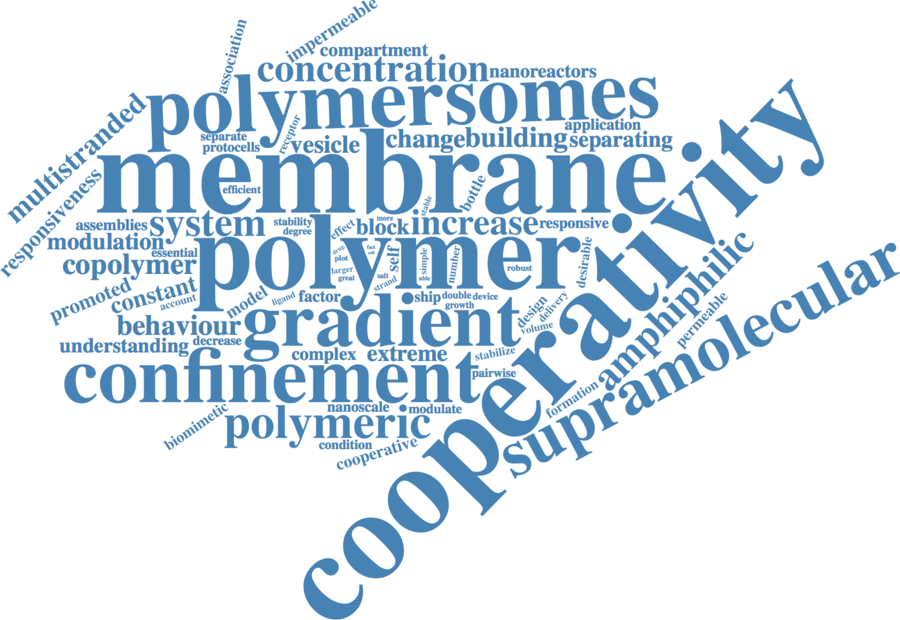 impermeable
association
compartment
concentration
nanoreactors
polymersomes
multistranded
application
separate
receptor
protocells
vesicle
change
building
separating
membrane
cooperativity
efficient
bottle
stable
responsiveness
assemblies
system
stability
degree
effect
more
block
increase
responsive
modulation
essential
polymer
desirable
copolymer
drug
plot
fact
cell
self
simple
number
robust
larger
great
salt
able
strand
promoted
constant
account
model
ligand
factor
ship
double
device
growth
design
delivery
volume
amphiphilic
permeable
supramolecular
behaviour
gradient
understanding
decrease
complex
extreme
stabilize
pairwise
confinement
formation
biomimetic
nanoscale
modulate
polymeric
condition
cooperative